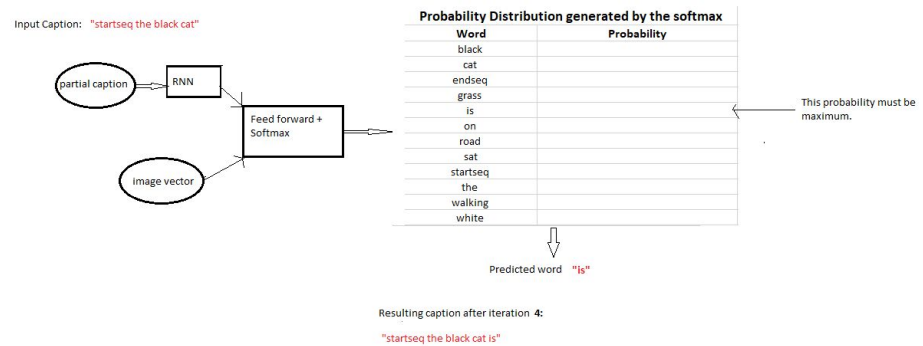 Input Caption: "startseq the black cat"
partial caption
RNN
Feed forward +
Softmax
image vector
Probability Distribution generated by the softmax
Word Probability
black
cat
endseq
grass
is
on
road
sat
startseq
the
walking
white
This probability must be
maximum.
Predicted word "is"
Resulting caption after iteration 4:
"startseq the black cat is"